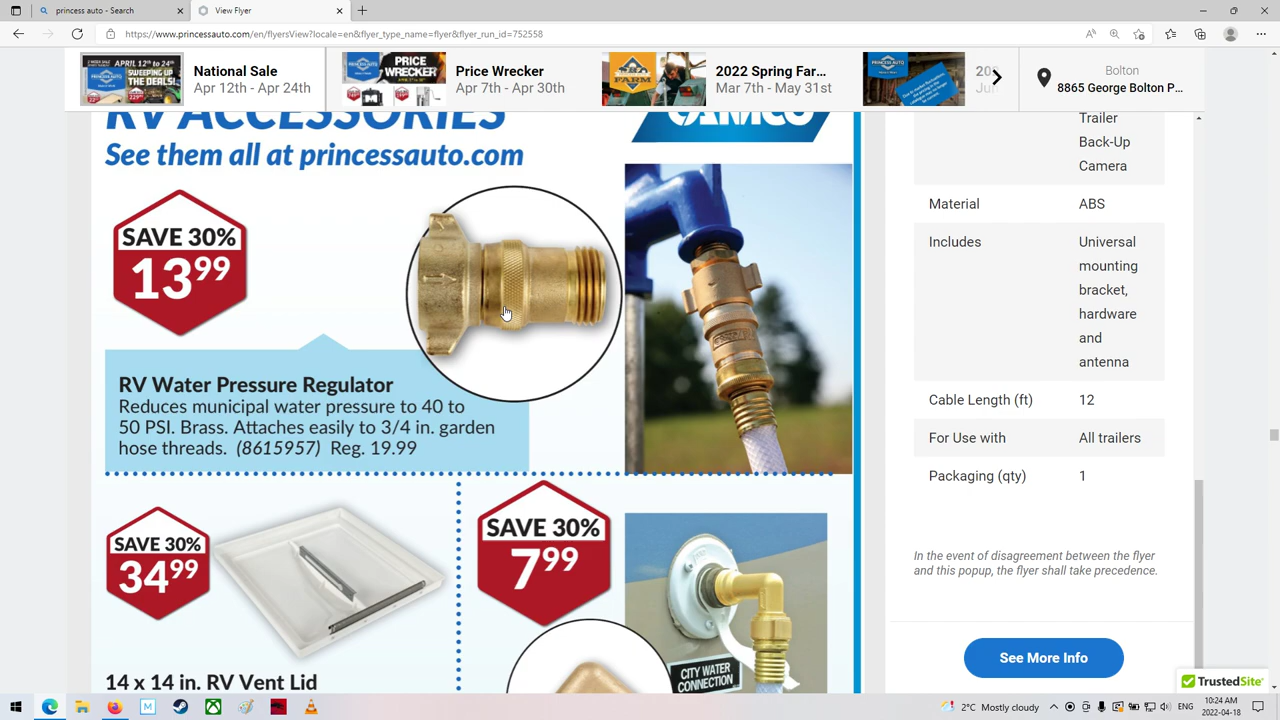 princess auto - Search
View Flyer
https://www.princessauto.com/en/flyersView?locale=en&flyer_type_name=flyer&flyer_run_id=752558
National Sale
Apr 12th - Apr 24th
Price Wrecker
Apr 7th - Apr 30th
2022 Spring Far...
Mar 7th - May 31st
Bolton
8865 George Bolton P...
APRIL 12th to 24th
SWEEPING UP
THE DEALS!
PRICE
WRECKER
FARM
RV ACCESSORIES
See them all at princessauto.com
CAMCO
SAVE 30%
13 99
RV Water Pressure Regulator
Reduces municipal water pressure to 40 to
50 PSI. Brass. Attaches easily to 3/4 in. garden
hose threads. (8615957) Reg. 19.99
SAVE 30%
34 99
14 x 14 in. RV Vent Lid
SAVE 30%
7 99
CITY WATER
CONNECTION
Trailer
Back-Up
Camera
Material ABS
Includes Universal
mounting
bracket,
hardware
and
antenna
Cable Length (ft) 12
For Use with All trailers
Packaging (qty) 1
In the event of disagreement between the flyer
and this popup, the flyer shall take precedence.
See More Info
TrustedSite
2°C Mostly cloudy
ENG
10:24 AM
2022-04-18